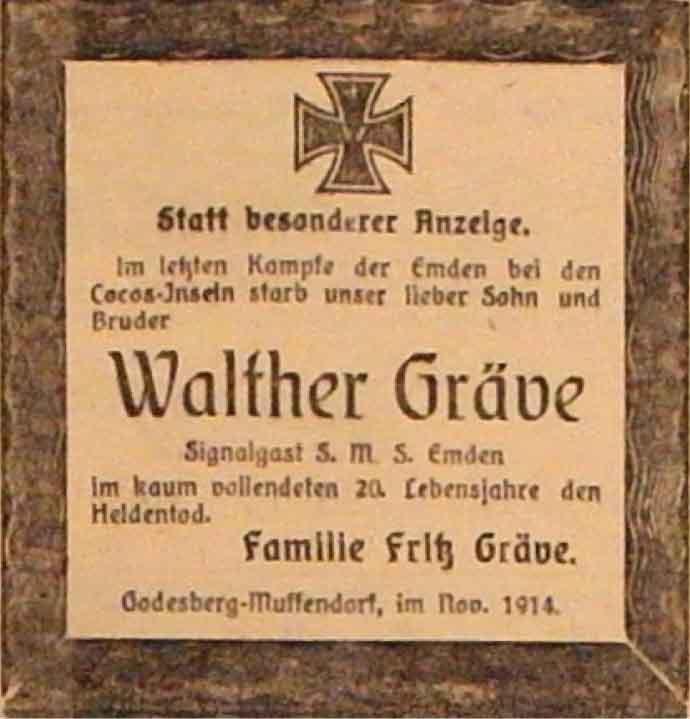 Statt besonderer Anzeige.
Im letzten Kampfe der Emden bei den
Cocos-Inseln starb unser lieber Sohn und
Bruder
Walther Gräve
Signalgast S. M. S. Emden
im kaum vollendeten 20. Lebensjahre den
Heldentod.
Familie Fritz Gräve.
Godesberg-Muffendorf, im Nov. 1914.